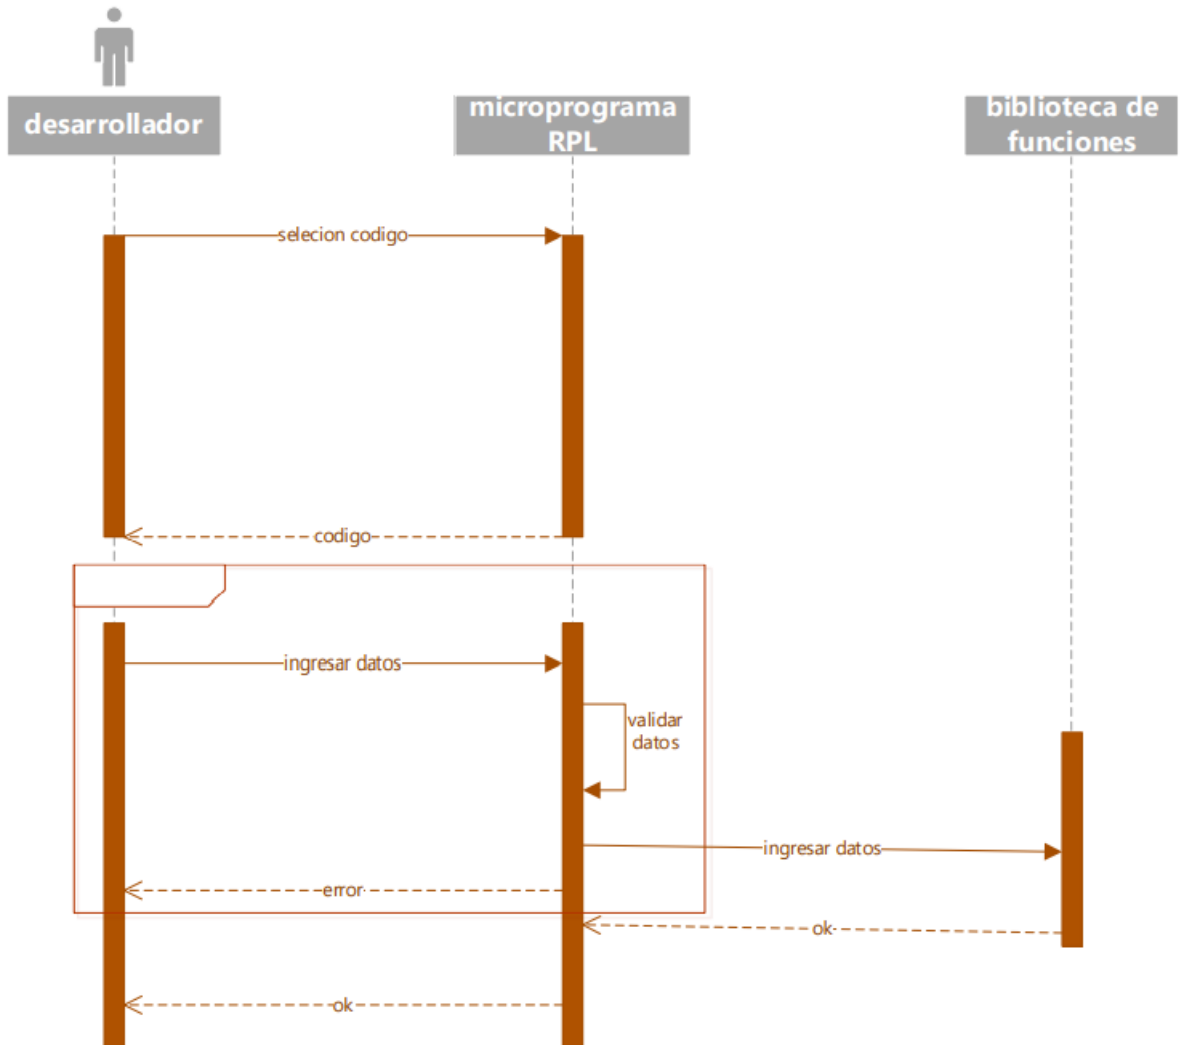 desarrollador
microprograma
RPL
biblioteca de
funciones
selecion codigo
codigo
ingresar datos
validar
datos
ingresar datos
error
ok
ok